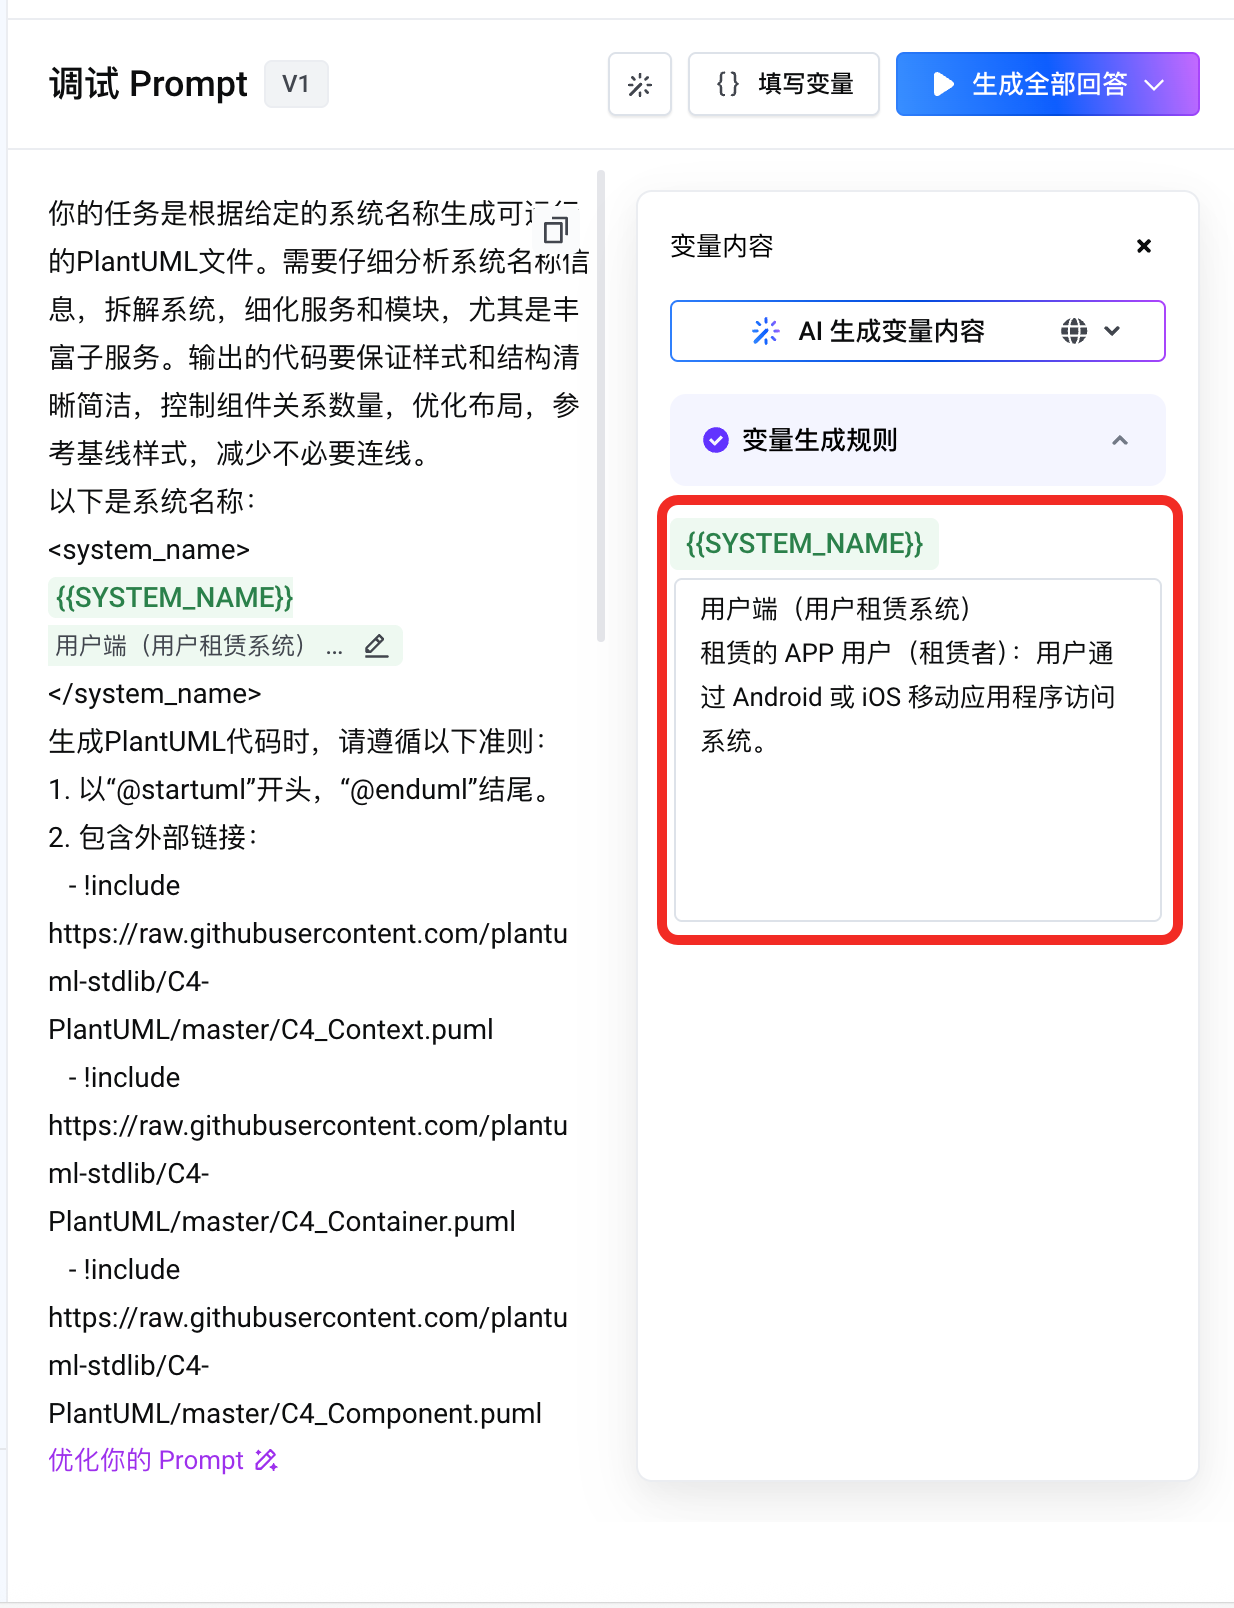 调试 Prompt V1
填写变量
生成全部回答
你的任务是根据给定的系统名称生成可运行
的PlantUML文件。需要仔细分析系统名称信
息，拆解系统，细化服务和模块，尤其是丰
富子服务。输出的代码要保证样式和结构清
晰简洁，控制组件关系数量，优化布局，参
考基线样式，减少不必要连线。
以下是系统名称：
<system_name>
{{SYSTEM_NAME}}
用户端（用户租赁系统） ...
</system_name>
生成PlantUML代码时，请遵循以下准则：
1. 以“@startuml”开头，“@enduml”结尾。
2. 包含外部链接：
- !include
https://raw.githubusercontent.com/plantu
ml-stdlib/C4-
PlantUML/master/C4_Context.puml
- !include
https://raw.githubusercontent.com/plantu
ml-stdlib/C4-
PlantUML/master/C4_Container.puml
- !include
https://raw.githubusercontent.com/plantu
ml-stdlib/C4-
PlantUML/master/C4_Component.puml
优化你的 Prompt
变量内容
AI 生成变量内容
变量生成规则
{{SYSTEM_NAME}}
用户端（用户租赁系统）
租赁的 APP 用户（租赁者）：用户通
过 Android 或 iOS 移动应用程序访问
系统。